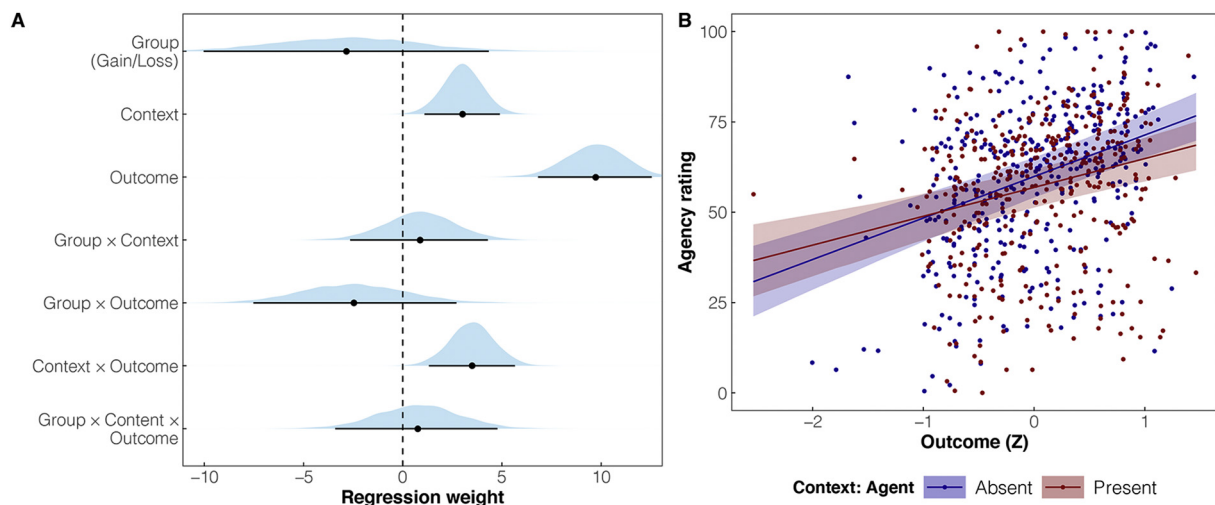 A
Group
(Gain/Loss)
Context
Outcome
Group × Context
Group × Outcome
Context × Outcome
Group × Content ×
Outcome
−10
−5
0
5
10
Regression weight
B
Agency rating
100
75
50
25
0
−2
−1
0
1
Outcome (Z)
Context: Agent
Absent
Present